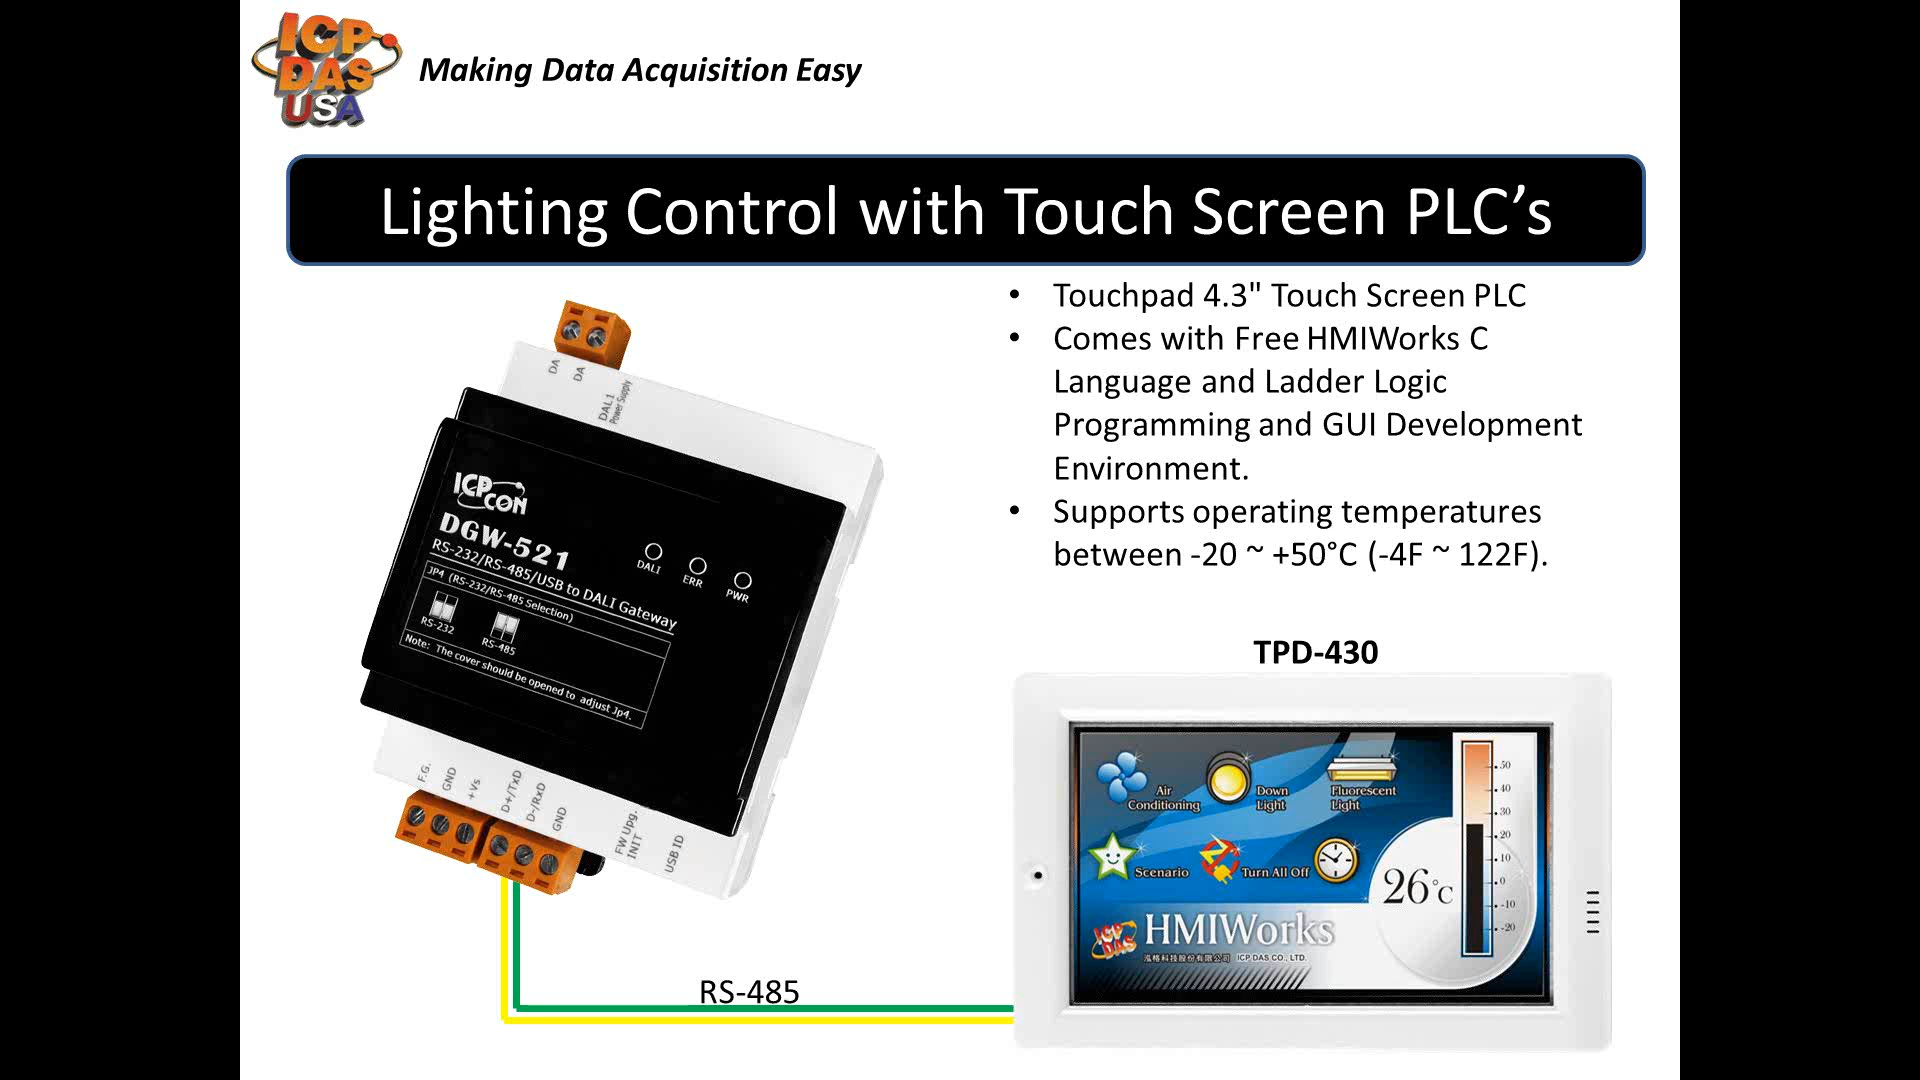 ICP
DAS
USA
Making Data Acquisition Easy
Lighting Control with Touch Screen PLC’s
• Touchpad 4.3" Touch Screen PLC
• Comes with Free HMIWorks C
Language and Ladder Logic
Programming and GUI Development
Environment.
• Supports operating temperatures
between -20 ~ +50°C (-4F ~ 122F).
DA
DA
DALI
Power Supply
ICP CON
DGW-521
RS-232/RS-485/USB to DALI Gateway
DALI
ERR
PWR
JP4 (RS-232/RS-485 Selection)
RS-232
RS-485
Note: The cover should be opened to adjust Jp4.
F.G.
GND
+Vs
D+/TxD
D-/RxD
GND
FW Upg.
INIT
USB ID
RS-485
TPD-430
Air
Conditioning
Down
Light
Fluorescent
Light
Scenario
Turn All Off
26°C
50
40
30
20
10
0
-10
-20
ICP
DAS
HMIWorks
泓格科技股份有限公司 ICP DAS CO., LTD.